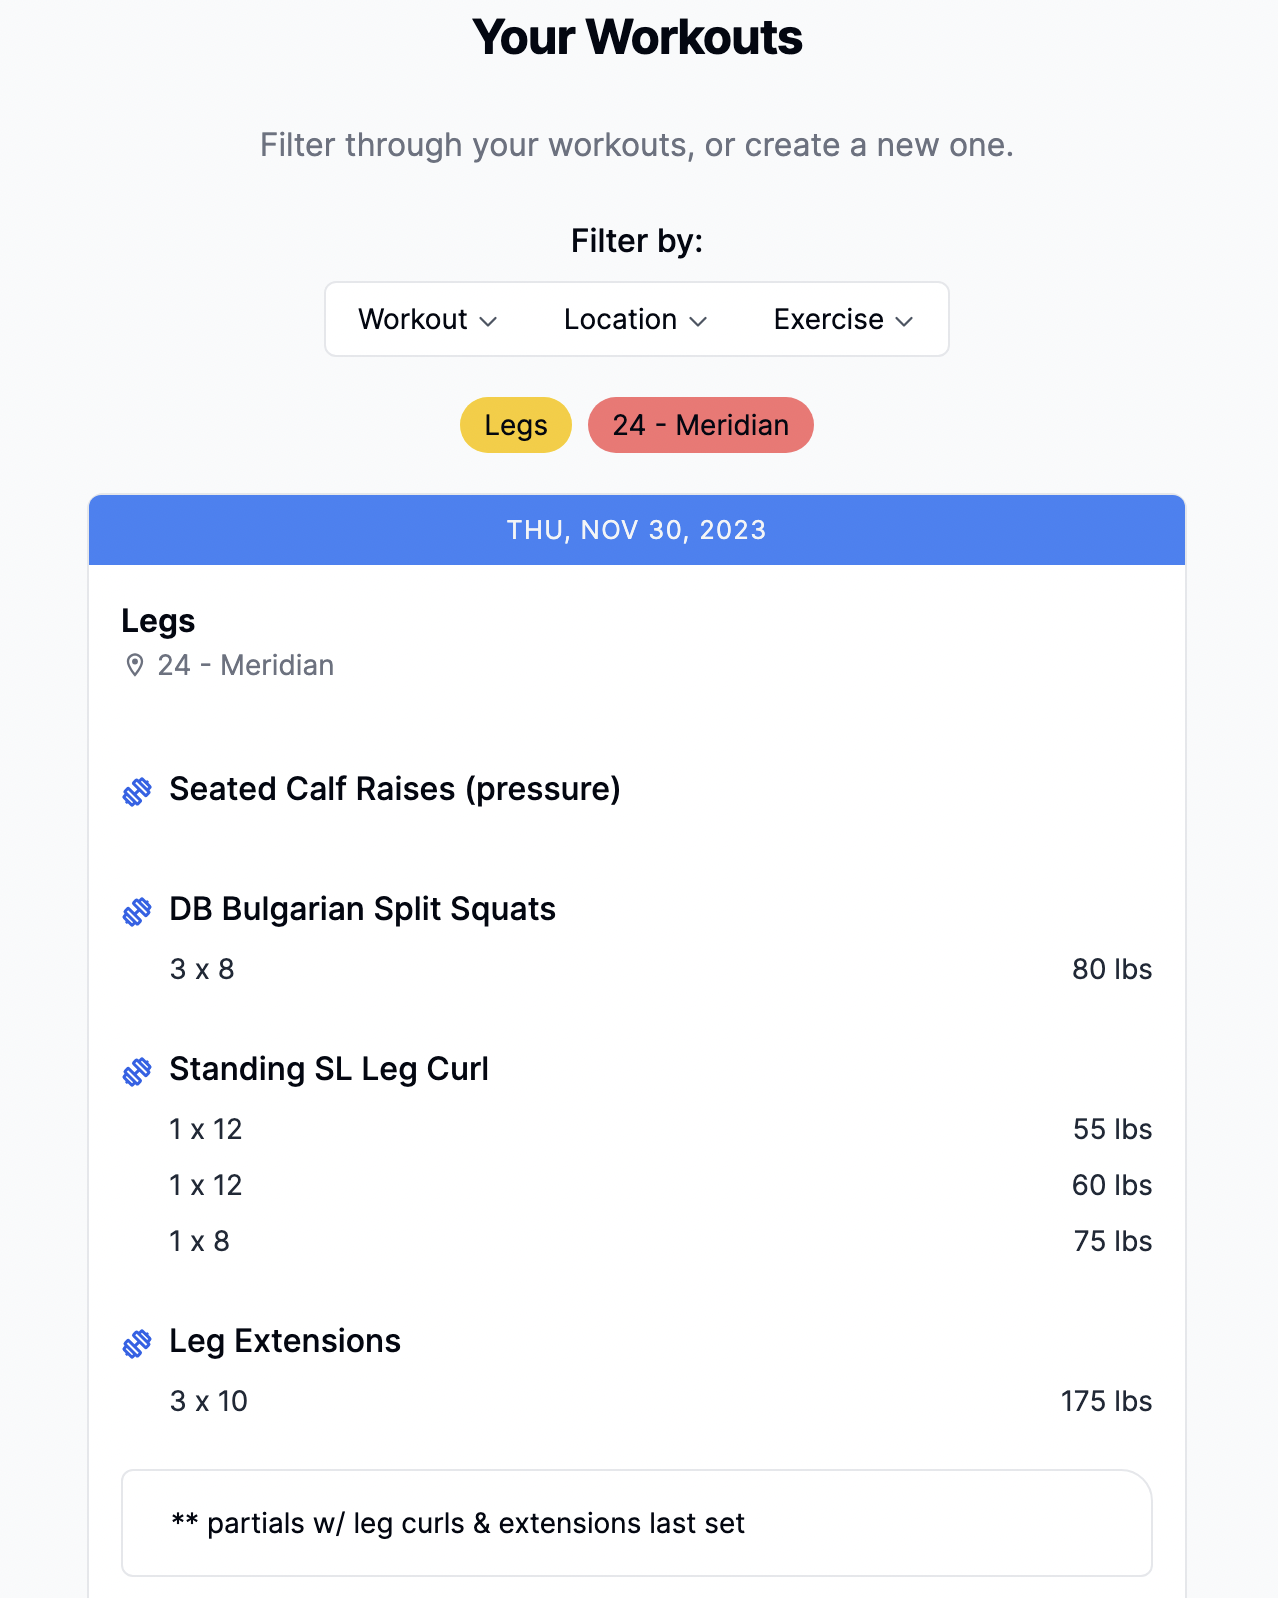 Your Workouts
Filter through your workouts, or create a new one.
Filter by:
Workout Location Exercise
Legs 24 - Meridian
THU, NOV 30, 2023
Legs
24 - Meridian
Seated Calf Raises (pressure)
DB Bulgarian Split Squats
3 x 8 80 lbs
Standing SL Leg Curl
1 x 12 55 lbs
1 x 12 60 lbs
1 x 8 75 lbs
Leg Extensions
3 x 10 175 lbs
** partials w/ leg curls & extensions last set